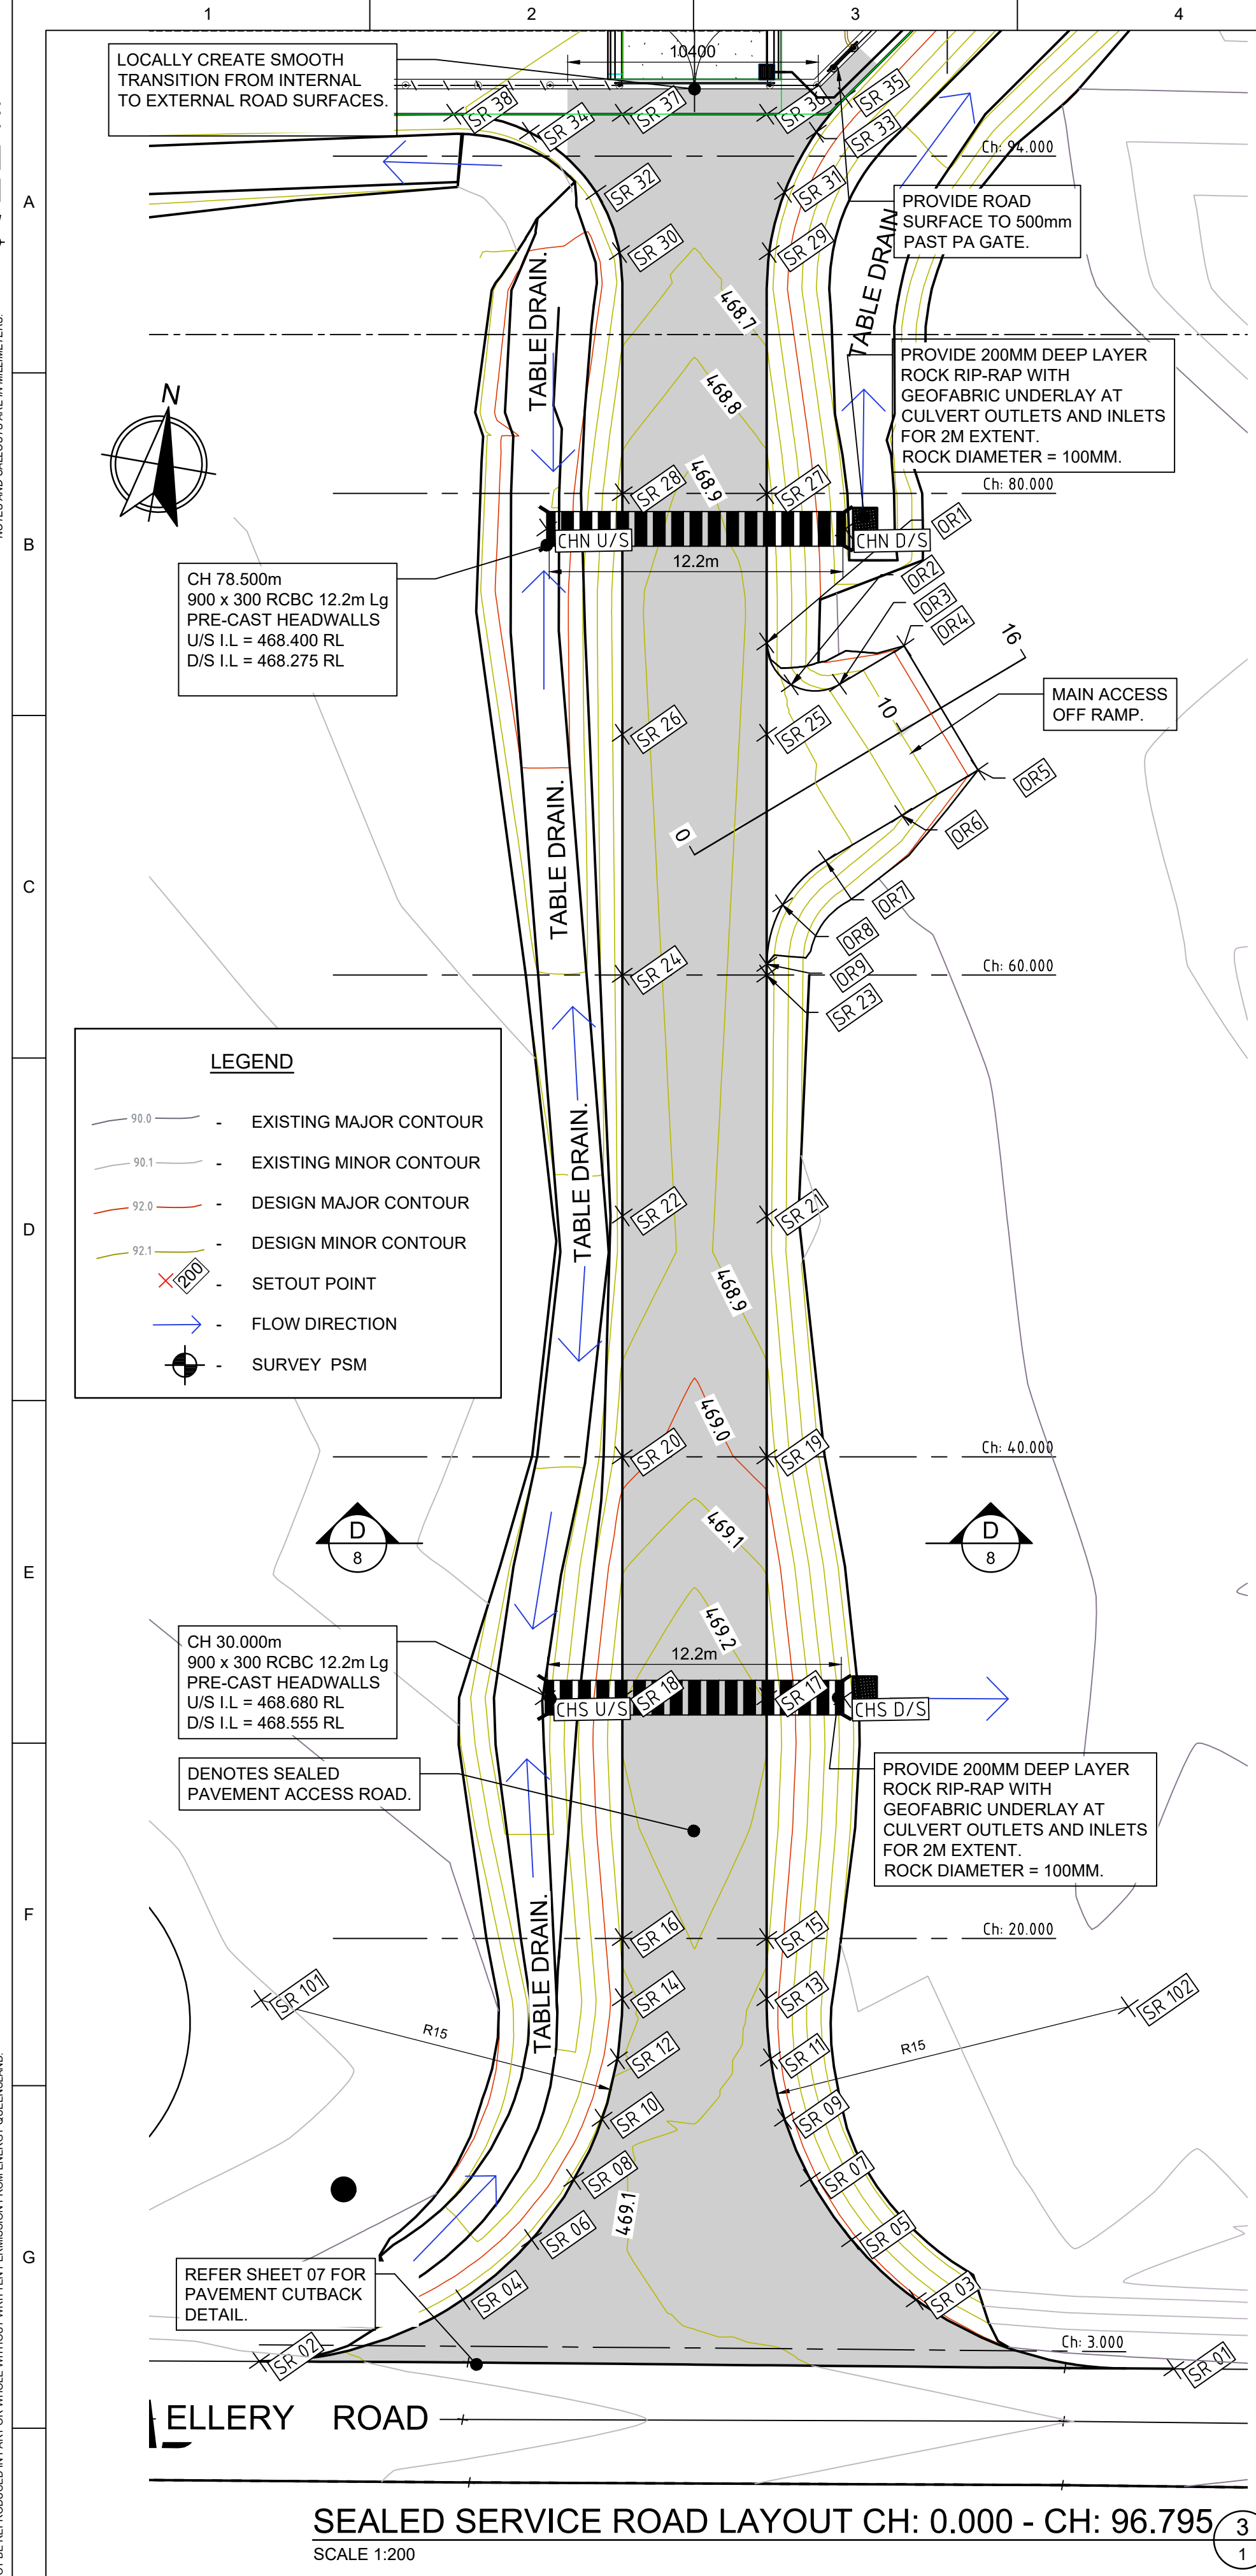 1
2
3
4
LOCALLY CREATE SMOOTH
TRANSITION FROM INTERNAL
TO EXTERNAL ROAD SURFACES.
10400
SR 38
SR 34
SR 37
SR 36
SR 35
SR 33
Ch: 94.000
A
SR 32
SR 31
PROVIDE ROAD
SURFACE TO 500mm
PAST PA GATE.
SR 30
SR 29
TABLE DRAIN
TABLE DRAIN.
468.7
PROVIDE 200MM DEEP LAYER
ROCK RIP-RAP WITH
GEOFABRIC UNDERLAY AT
CULVERT OUTLETS AND INLETS
FOR 2M EXTENT.
ROCK DIAMETER = 100MM.
468.8
N
468.9
SR 28
SR 27
Ch: 80.000
B
CHN U/S
CHN D/S
OR1
12.2m
CH 78.500m
900 x 300 RCBC 12.2m Lg
PRE-CAST HEADWALLS
U/S I.L = 468.400 RL
D/S I.L = 468.275 RL
OR2
OR3
OR4
16
MAIN ACCESS
OFF RAMP.
10
SR 26
SR 25
OR5
TABLE DRAIN.
0
OR6
C
OR7
OR8
SR 24
OR9
Ch: 60.000
SR 23
LEGEND
90.0 - EXISTING MAJOR CONTOUR
90.1 - EXISTING MINOR CONTOUR
92.0 - DESIGN MAJOR CONTOUR
92.1 - DESIGN MINOR CONTOUR
200 - SETOUT POINT
- FLOW DIRECTION
- SURVEY PSM
TABLE DRAIN.
D
SR 22
SR 21
468.9
469.0
SR 20
SR 19
Ch: 40.000
469.1
D
8
D
8
E
469.2
CH 30.000m
900 x 300 RCBC 12.2m Lg
PRE-CAST HEADWALLS
U/S I.L = 468.680 RL
D/S I.L = 468.555 RL
12.2m
SR 18
SR 17
CHS U/S
CHS D/S
DENOTES SEALED
PAVEMENT ACCESS ROAD.
PROVIDE 200MM DEEP LAYER
ROCK RIP-RAP WITH
GEOFABRIC UNDERLAY AT
CULVERT OUTLETS AND INLETS
FOR 2M EXTENT.
ROCK DIAMETER = 100MM.
F
TABLE DRAIN.
SR 16
SR 15
Ch: 20.000
SR 101
SR 14
SR 13
SR 102
R15
R15
SR 12
SR 11
SR 10
SR 09
SR 08
SR 07
469.1
SR 06
SR 05
G
REFER SHEET 07 FOR
PAVEMENT CUTBACK
DETAIL.
SR 04
SR 03
SR 02
Ch: 3.000
SR 01
ELLERY ROAD
SEALED SERVICE ROAD LAYOUT CH: 0.000 - CH: 96.795
3
1
SCALE 1:200